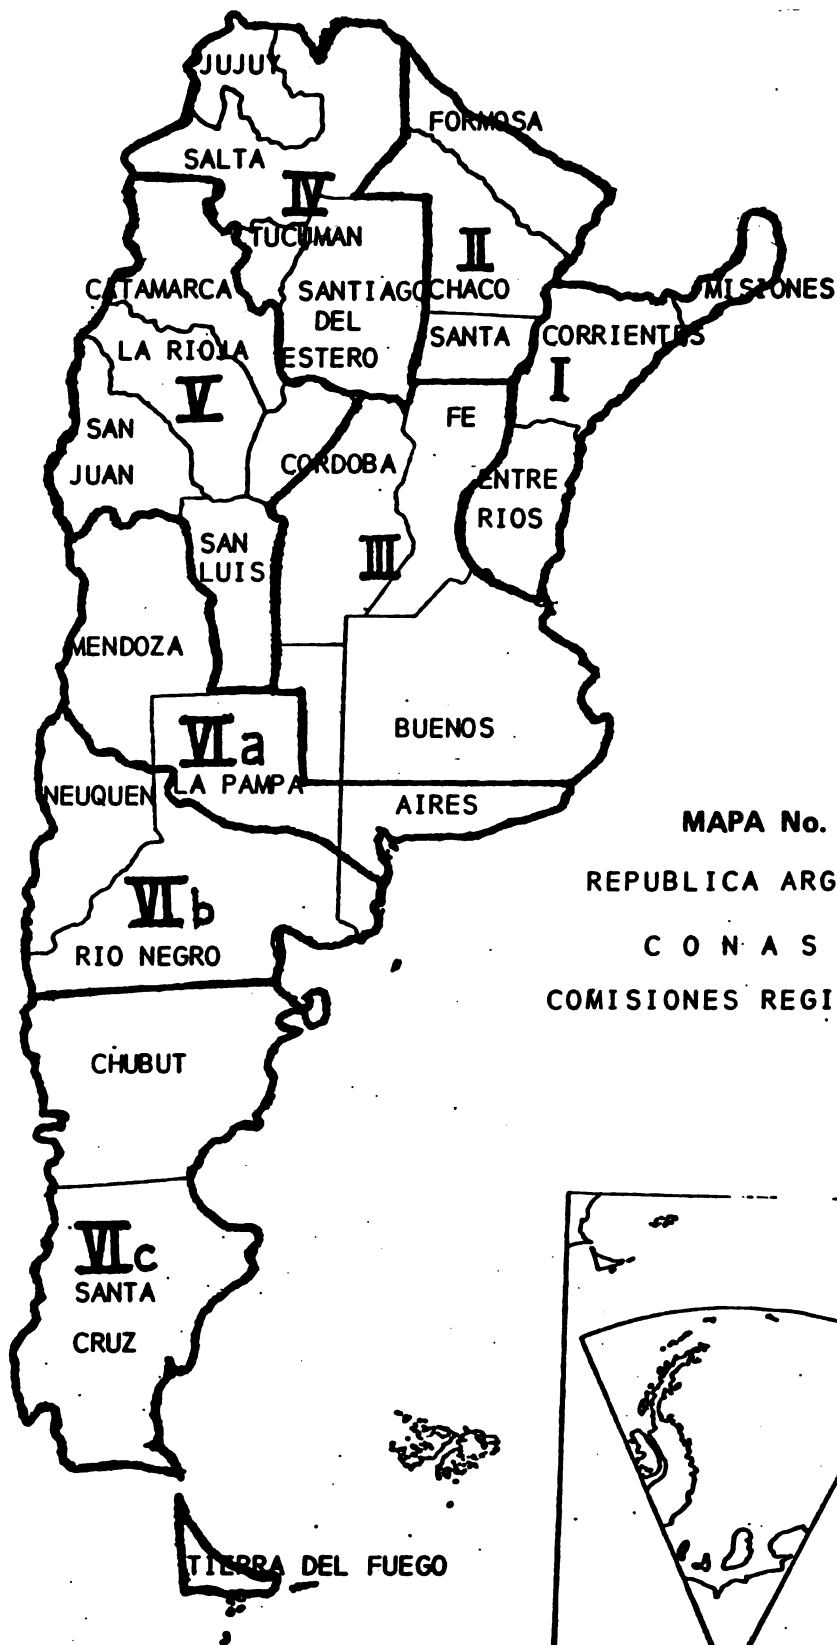 JUJUY
FORMOSA
SALTA
IV
TUCUMAN
II
CATAMARCA
SANTIAGO
CHACO
MISIONES
DEL
SANTA
CORRIENTES
LA RIOJA
ESTERO
V
I
SAN
FE
JUAN
CORDOBA
ENTRE
RIOS
SAN
LUIS
III
MENDOZA
BUENOS
VIa
LA PAMPA
NEUQUEN
AIRES
MAPA No.
REPUBLICA ARG
VIb
CONAS
RIO NEGRO
COMISIONES REGI
CHUBUT
VIc
SANTA
CRUZ
TIERRA DEL FUEGO